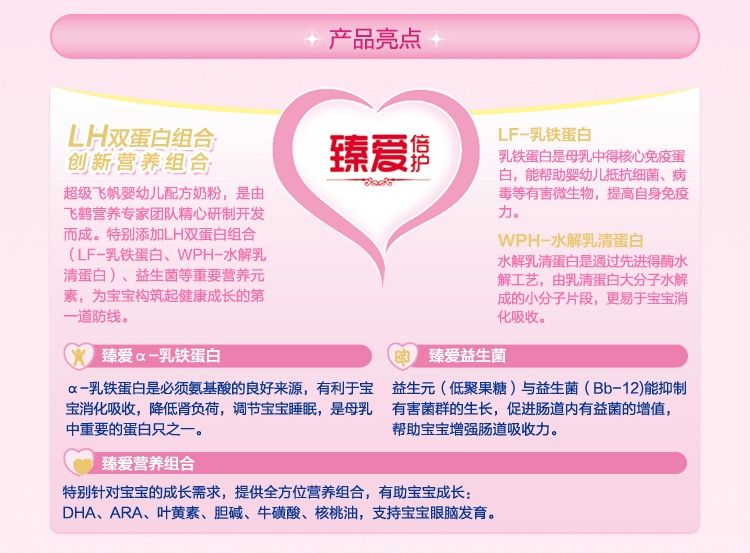 产品亮点
LH双蛋白组合
创新营养组合
超级飞帆婴幼儿配方奶粉，是由
飞鹤营养专家团队精心研制开发
而成。特别添加LH双蛋白组合
（LF-乳铁蛋白、WPH-水解乳
清蛋白）、益生菌等重要营养元
素，为宝宝构筑起健康成长的第
一道防线。
臻爱倍护
LF-乳铁蛋白
乳铁蛋白是母乳中得核心免疫蛋
白，能帮助婴幼儿抵抗细菌、病
毒等有害微生物，提高自身免疫
力。
WPH-水解乳清蛋白
水解乳清蛋白是通过先进得酶水
解工艺，由乳清蛋白大分子水解
成的小分子片段，更易于宝宝消
化吸收。
臻爱α-乳铁蛋白
α-乳铁蛋白是必须氨基酸的良好来源，有利于宝
宝消化吸收，降低肾负荷，调节宝宝睡眠，是母乳
中重要的蛋白只之一。
臻爱益生菌
益生元（低聚果糖）与益生菌（Bb-12)能抑制
有害菌群的生长，促进肠道内有益菌的增值，
帮助宝宝增强肠道吸收力。
臻爱营养组合
特别针对宝宝的成长需求，提供全方位营养组合，有助宝宝成长：
DHA、ARA、叶黄素、胆碱、牛磺酸、核桃油，支持宝宝眼脑发育。